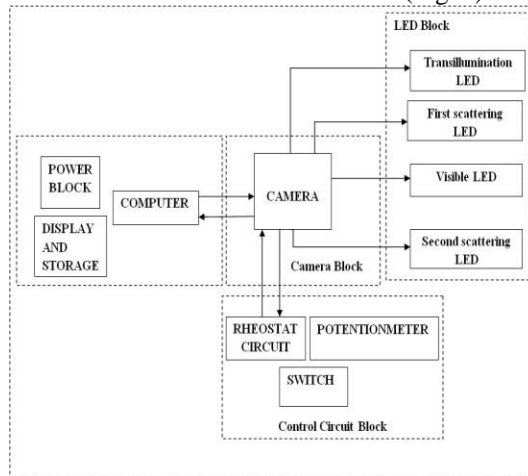 LED Block
Transillumination
LED
First scattering
LED
Visible LED
Second scattering
LED
POWER
BLOCK
COMPUTER
DISPLAY
AND
STORAGE
CAMERA
Camera Block
RHEOSTAT
CIRCUIT
POTENTIONMETER
SWITCH
Control Circuit Block